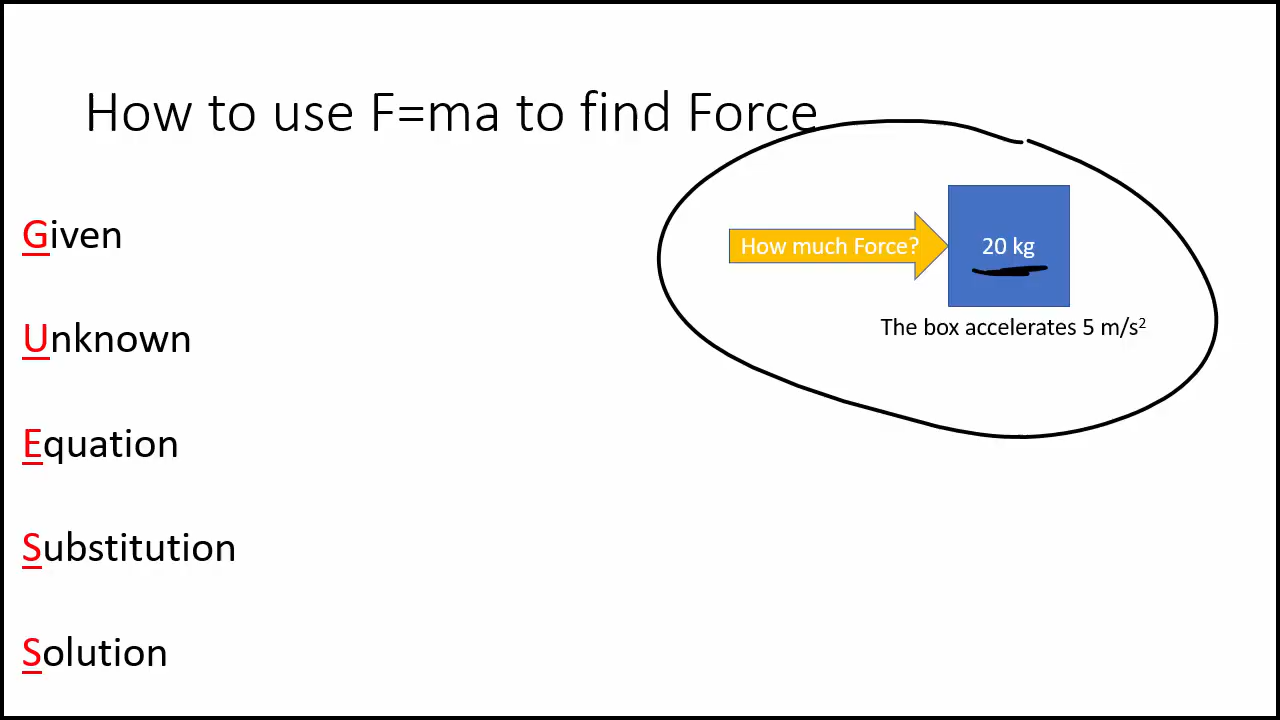 How to use F=ma to find Force
Given
Unknown
Equation
Substitution
Solution
How much Force?
20 kg
The box accelerates 5 m/s²